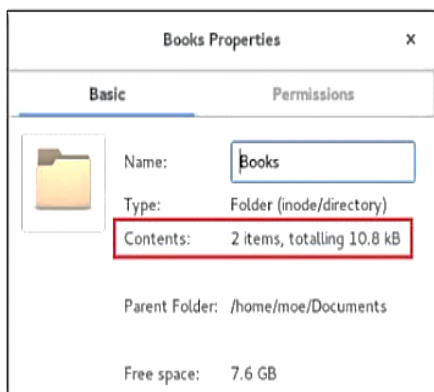 Books Properties
×
Basic Permissions
Name: Books
Type: Folder (inode/directory)
Contents: 2 items, totalling 10.8 kB
Parent Folder: /home/moe/Documents
Free space: 7.6 GB